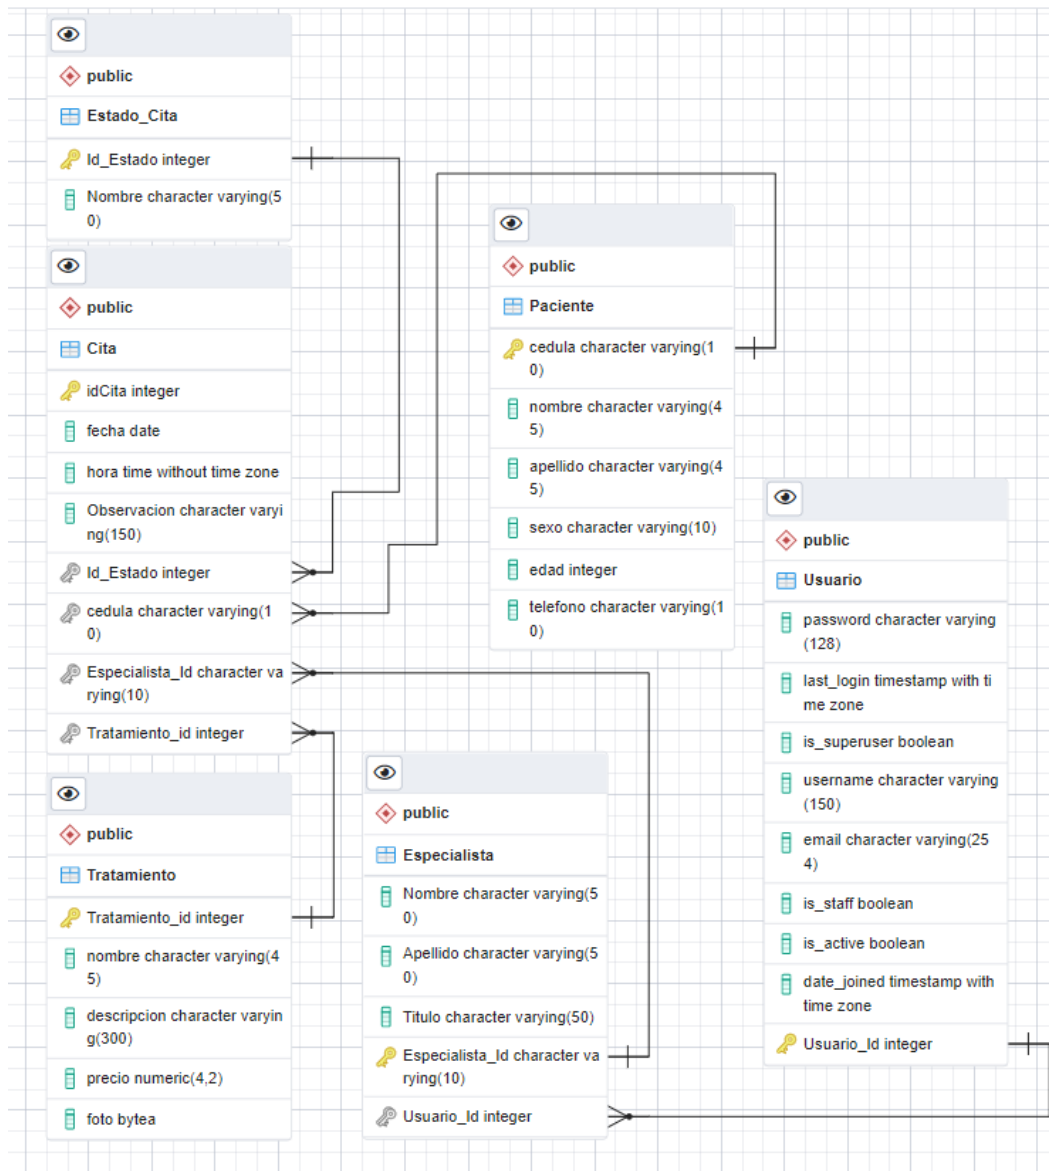 public
Estado_Cita
Id_Estado integer
Nombre character varying(5
0)
public
Cita
idCita integer
fecha date
hora time without time zone
Observacion character varyi
ng(150)
Id_Estado integer
cedula character varying(1
0)
Especialista_Id character va
rying(10)
Tratamiento_id integer
public
Tratamiento
Tratamiento_id integer
nombre character varying(4
5)
descripcion character varyin
g(300)
precio numeric(4,2)
foto bytea
public
Paciente
cedula character varying(1
0)
nombre character varying(4
5)
apellido character varying(4
5)
sexo character varying(10)
edad integer
telefono character varying(1
0)
public
Especialista
Nombre character varying(5
0)
Apellido character varying(5
0)
Titulo character varying(50)
Especialista_Id character va
rying(10)
Usuario_Id integer
public
Usuario
password character varying
(128)
last_login timestamp with ti
me zone
is_superuser boolean
username character varying
(150)
email character varying(25
4)
is_staff boolean
is_active boolean
date_joined timestamp with
time zone
Usuario_Id integer